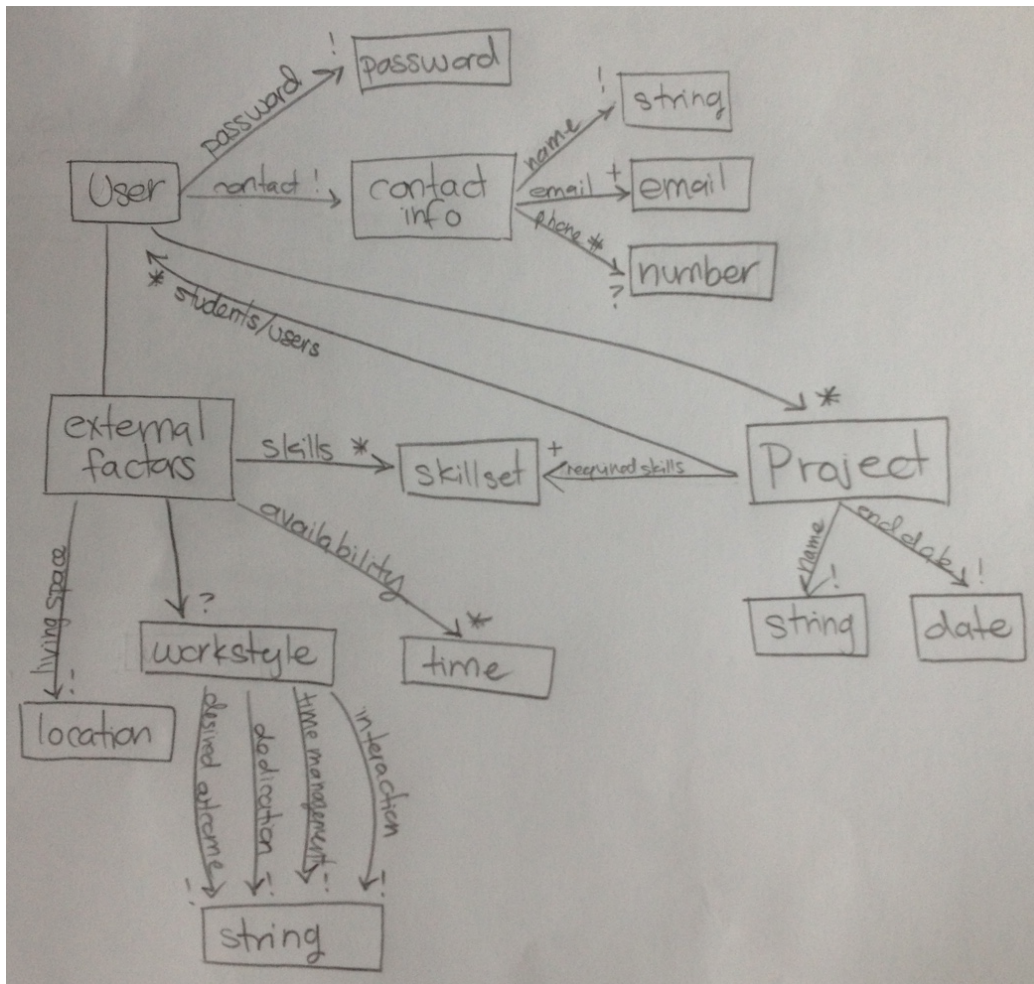 !
password
password
!
string
name
User
contact !
contact
info
email +
email
phone #
number
?
*
students/users
*
external
factors
skills *
skillset
+
required skills
Project
availability
name
!
end date
!
living space
!
?
workstyle
*
time
string
date
location
desired outcome
!
dedication
!
time management
!
interaction
!
string